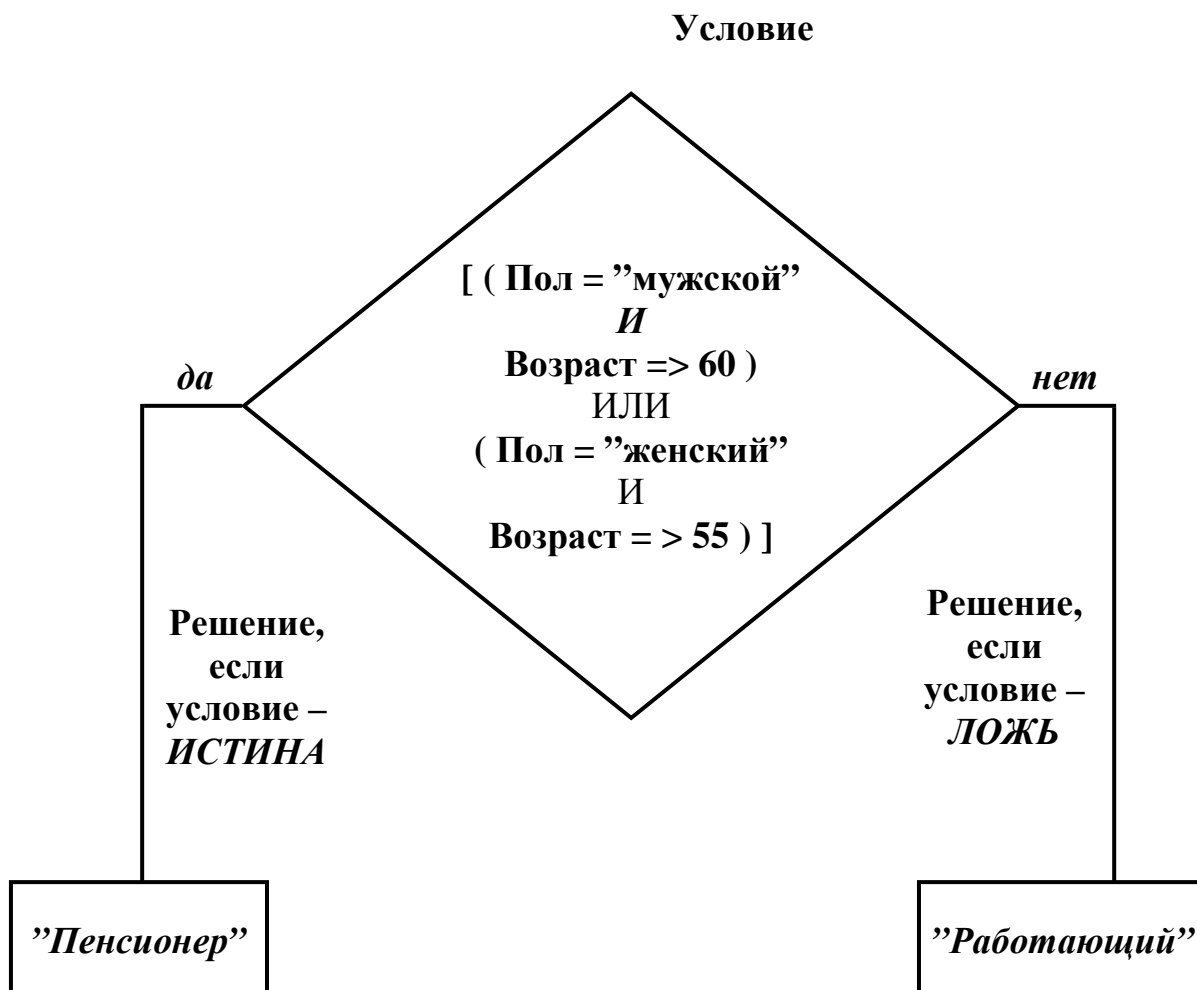 Условие
[ ( Пол = ”мужской”
И
Возраст => 60 )
ИЛИ
( Пол = ”женский”
И
Возраст = > 55 ) ]
да
нет
Решение,
если
условие –
ИСТИНА
Решение,
если
условие –
ЛОЖЬ
”Пенсионер”
”Работающий”